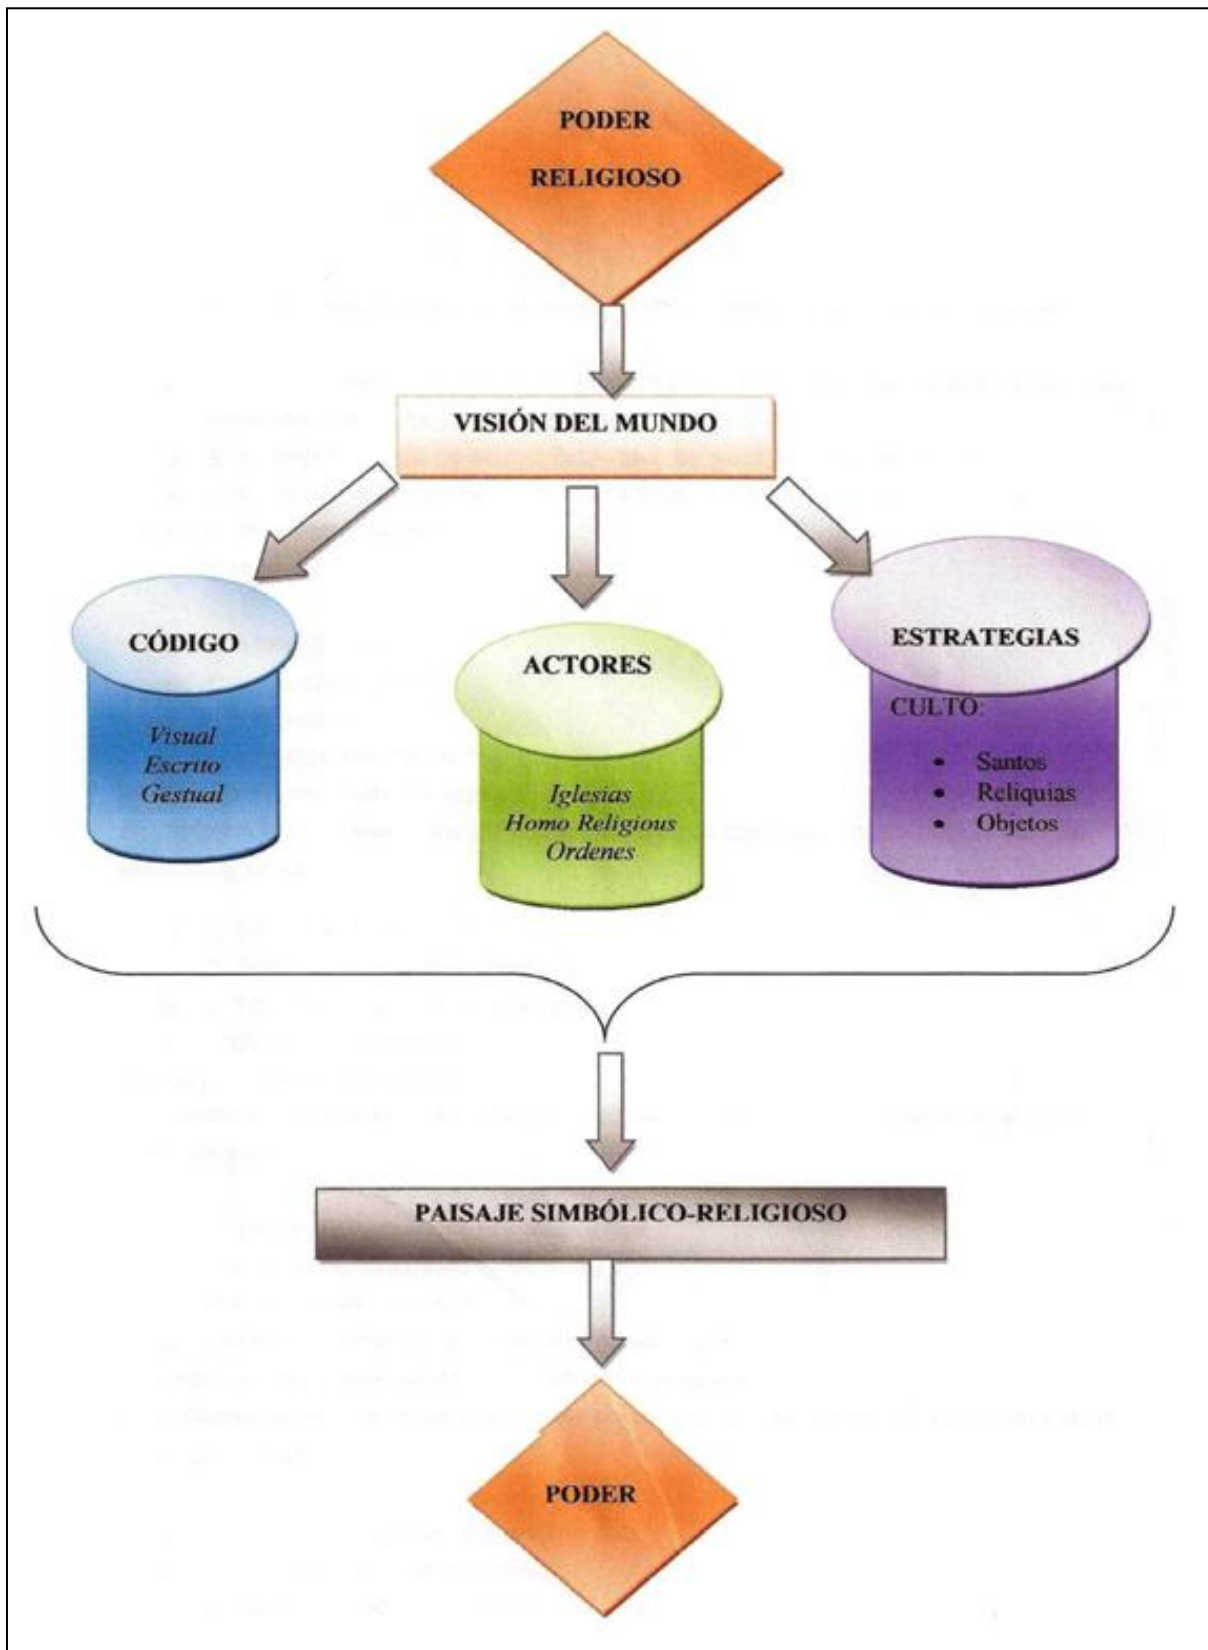 PODER
RELIGIOSO
VISIÓN DEL MUNDO
CÓDIGO
Visual
Escrito
Gestual
ACTORES
Iglesias
Homo Religious
Ordenes
ESTRATEGIAS
CULTO:
• Santos
• Reliquias
• Objetos
PAISAJE SIMBÓLICO-RELIGIOSO
PODER